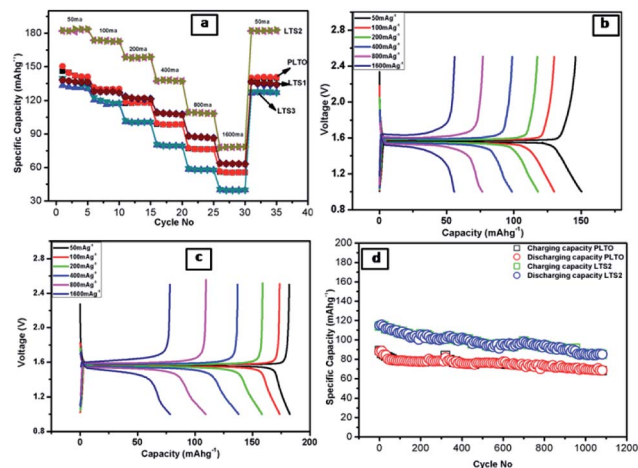 a
50ma
100ma
200ma
400ma
800ma
1600ma
50ma
LTS2
PLTO
LTS1
LTS3
180
150
120
90
60
30
0
5
10
15
20
25
30
35
40
Specific Capacity (mAhg⁻¹)
Cycle No
b
50mAg⁻¹
100mAg⁻¹
200mAg⁻¹
400mAg⁻¹
800mAg⁻¹
1600mAg⁻¹
2.8
2.4
2.0
1.6
1.2
0.8
0
50
100
150
200
Voltage (V)
Capacity (mAhg⁻¹)
c
50mAg⁻¹
100mAg⁻¹
200mAg⁻¹
400mAg⁻¹
800mAg⁻¹
1600mAg⁻¹
2.8
2.4
2.0
1.6
1.2
0.8
0
50
100
150
200
Voltage (V)
Capacity (mAhg⁻¹)
d
Charging capacity PLTO
Discharging capacity PLTO
Charging capacity LTS2
Discharging capacity LTS2
200
180
160
140
120
100
80
60
40
20
0
0
200
400
600
800
1000
1200
Specific Capacity (mAhg⁻¹)
Cycle No